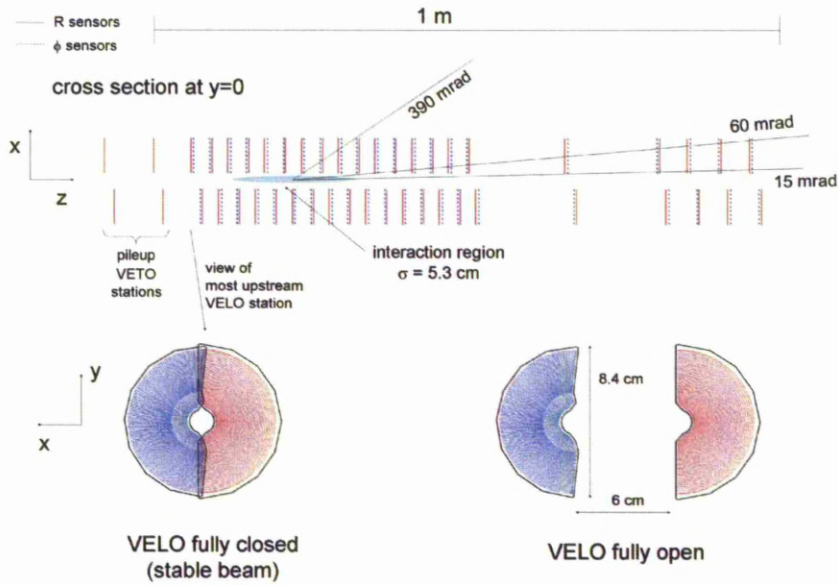 R sensors
1 m
ϕ sensors
cross section at y=0
390 mrad
60 mrad
x
z
15 mrad
pileup
VETO
stations
view of
most upstream
VELO station
interaction region
σ = 5.3 cm
y
x
8.4 cm
6 cm
VELO fully closed
(stable beam)
VELO fully open